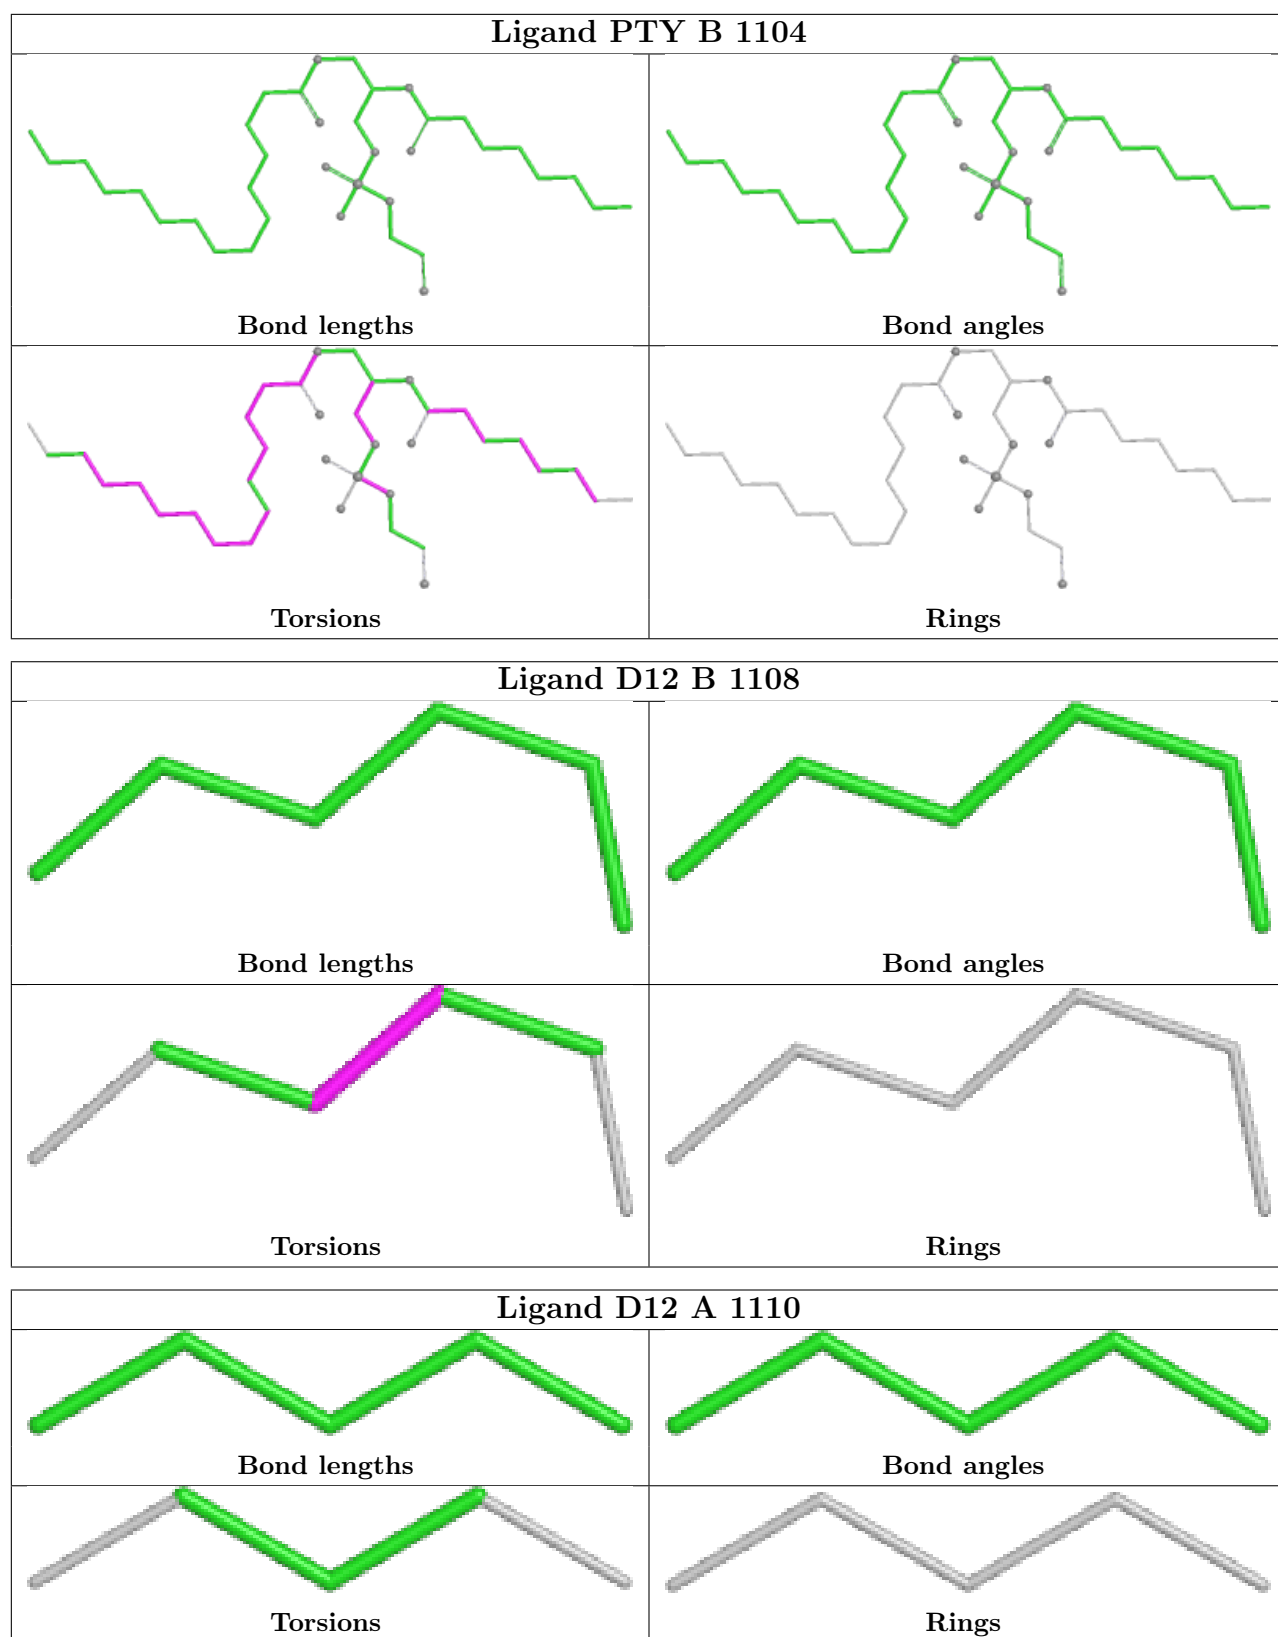 Ligand PTY B 1104
Bond lengths
Bond angles
Torsions
Rings
Ligand D12 B 1108
Bond lengths
Bond angles
Torsions
Rings
Ligand D12 A 1110
Bond lengths
Bond angles
Torsions
Rings